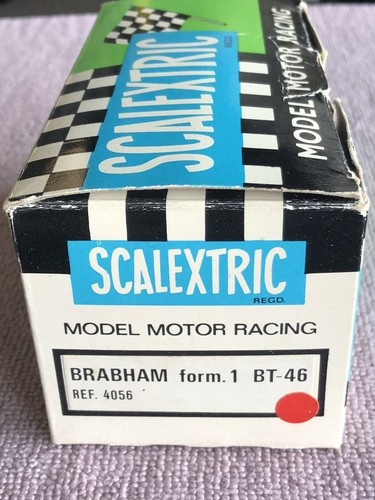 SCALEXTRIC
REGD.
MODEL MOTOR RACING
SCALEXTRIC
REGD.
MODEL MOTOR RACING
BRABHAM form.1 BT-46
REF. 4056